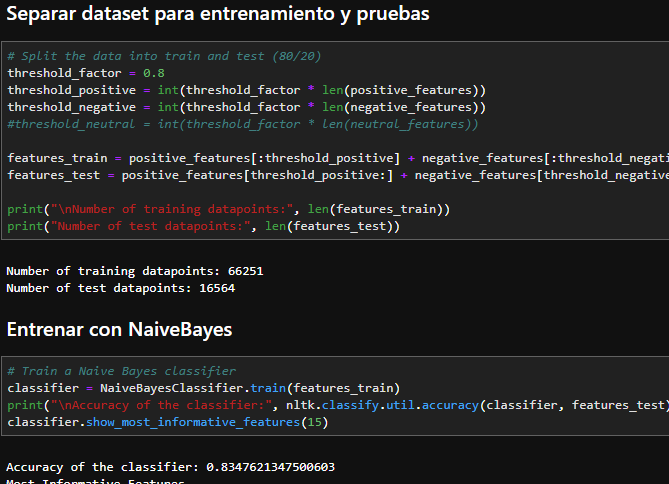 Separar dataset para entrenamiento y pruebas
# Split the data into train and test (80/20)
threshold_factor = 0.8
threshold_positive = int(threshold_factor * len(positive_features))
threshold_negative = int(threshold_factor * len(negative_features))
#threshold_neutral = int(threshold_factor * len(neutral_features))
features_train = positive_features[:threshold_positive] + negative_features[:threshold_negati
features_test = positive_features[threshold_positive:] + negative_features[threshold_negative
print("\nNumber of training datapoints:", len(features_train))
print("Number of test datapoints:", len(features_test))
Number of training datapoints: 66251
Number of test datapoints: 16564
Entrenar con NaiveBayes
# Train a Naive Bayes classifier
classifier = NaiveBayesClassifier.train(features_train)
print("\nAccuracy of the classifier:", nltk.classify.util.accuracy(classifier, features_test)
classifier.show_most_informative_features(15)
Accuracy of the classifier: 0.8347621347500603
Most Informative Features